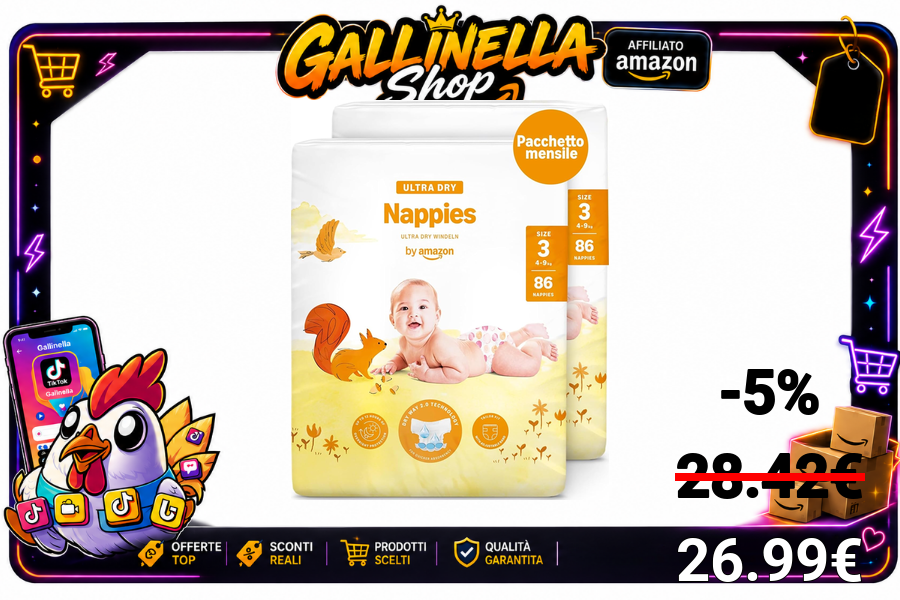 GALLINELLA
Shop
AFFILIATO
amazon
Pacchetto
mensile
ULTRA DRY
Nappies
ULTRA DRY WINDELN
by amazon
SIZE
3
4-9kg
86
NAPPIES
SIZE
3
4-9kg
86
NAPPIES
Gallinella
TikTok
Gallinella
-5%
28.42€
26.99€
OFFERTE
TOP
SCONTI
REALI
PRODOTTI
SCELTI
QUALITÀ
GARANTITA